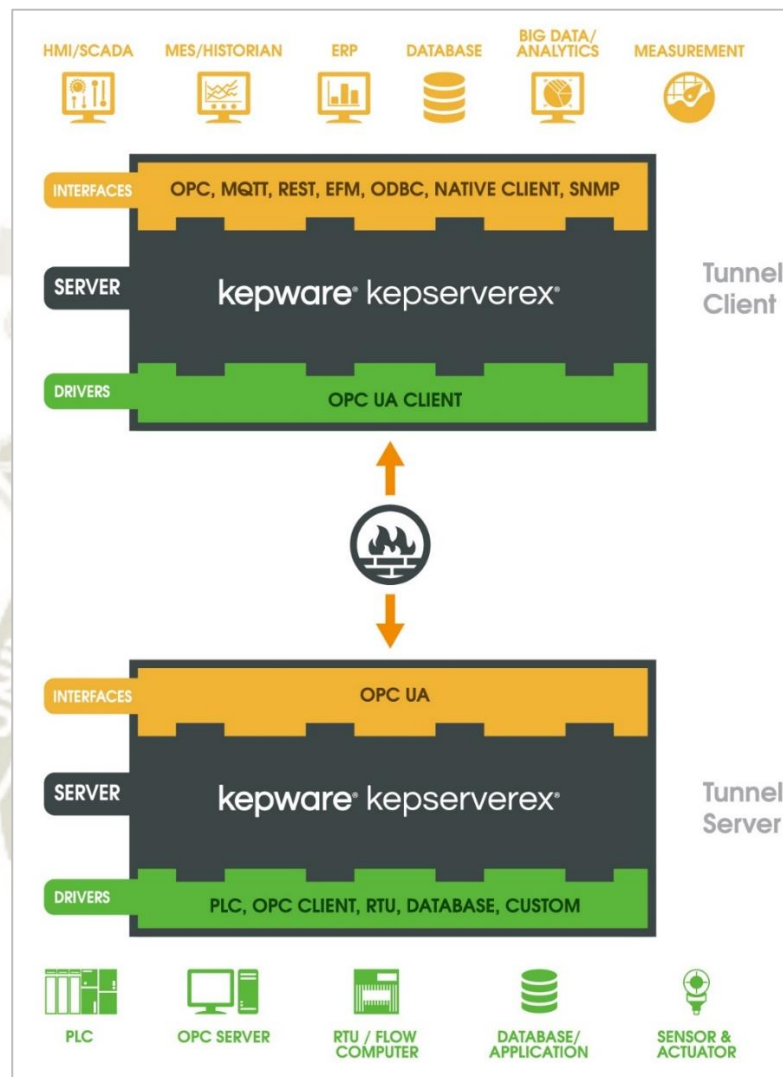 HMI/SCADA
MES/HISTORIAN
ERP
DATABASE
BIG DATA/
ANALYTICS
MEASUREMENT
INTERFACES
OPC, MQTT, REST, EFM, ODBC, NATIVE CLIENT, SNMP
SERVER
kepware® kepserverex®
Tunnel
Client
DRIVERS
OPC UA CLIENT
INTERFACES
OPC UA
SERVER
kepware® kepserverex®
Tunnel
Server
DRIVERS
PLC, OPC CLIENT, RTU, DATABASE, CUSTOM
PLC
OPC SERVER
RTU / FLOW
COMPUTER
DATABASE/
APPLICATION
SENSOR &
ACTUATOR